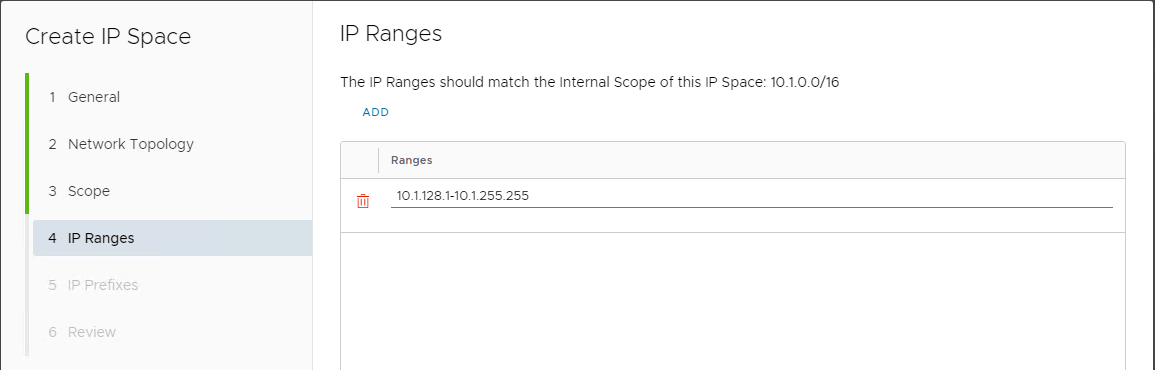 Create IP Space
1 General
2 Network Topology
3 Scope
4 IP Ranges
5 IP Prefixes
6 Review
IP Ranges
The IP Ranges should match the Internal Scope of this IP Space: 10.1.0.0/16
ADD
Ranges
10.1.128.1-10.1.255.255